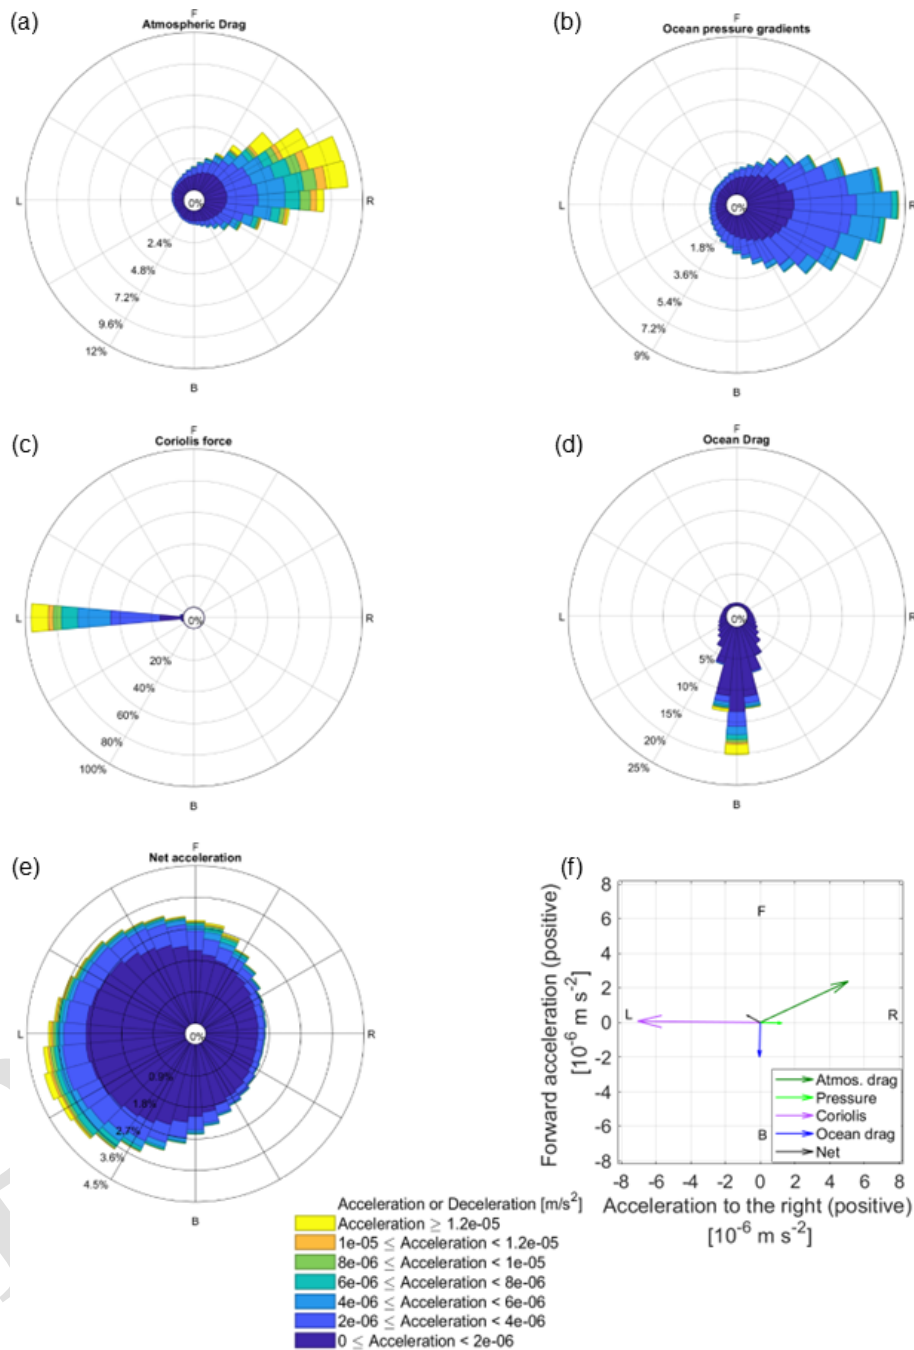 (a)
F
Atmospheric Drag
L
R
0%
2.4%
4.8%
7.2%
9.6%
12%
B
(b)
F
Ocean pressure gradients
R
0%
1.8%
3.6%
5.4%
7.2%
9%
B
(c)
F
Coriolis force
L
R
0%
20%
40%
60%
80%
100%
B
(d)
F
Ocean Drag
L
R
0%
5%
10%
15%
20%
25%
B
(e)
F
Net acceleration
L
R
0%
0.9%
1.8%
2.7%
3.6%
4.5%
B
(f)
Forward acceleration (positive)
[10⁻⁶ m s⁻²]
8
6
4
2
0
-2
-4
-6
-8
F
L
R
B
Atmos. drag
Pressure
Coriolis
Ocean drag
Net
-8 -6 -4 -2 0 2 4 6 8
Acceleration to the right (positive)
[10⁻⁶ m s⁻²]
Acceleration or Deceleration [m/s²]
Acceleration ≥ 1.2e-05
1e-05 ≤ Acceleration < 1.2e-05
8e-06 ≤ Acceleration < 1e-05
6e-06 ≤ Acceleration < 8e-06
4e-06 ≤ Acceleration < 6e-06
2e-06 ≤ Acceleration < 4e-06
0 ≤ Acceleration < 2e-06